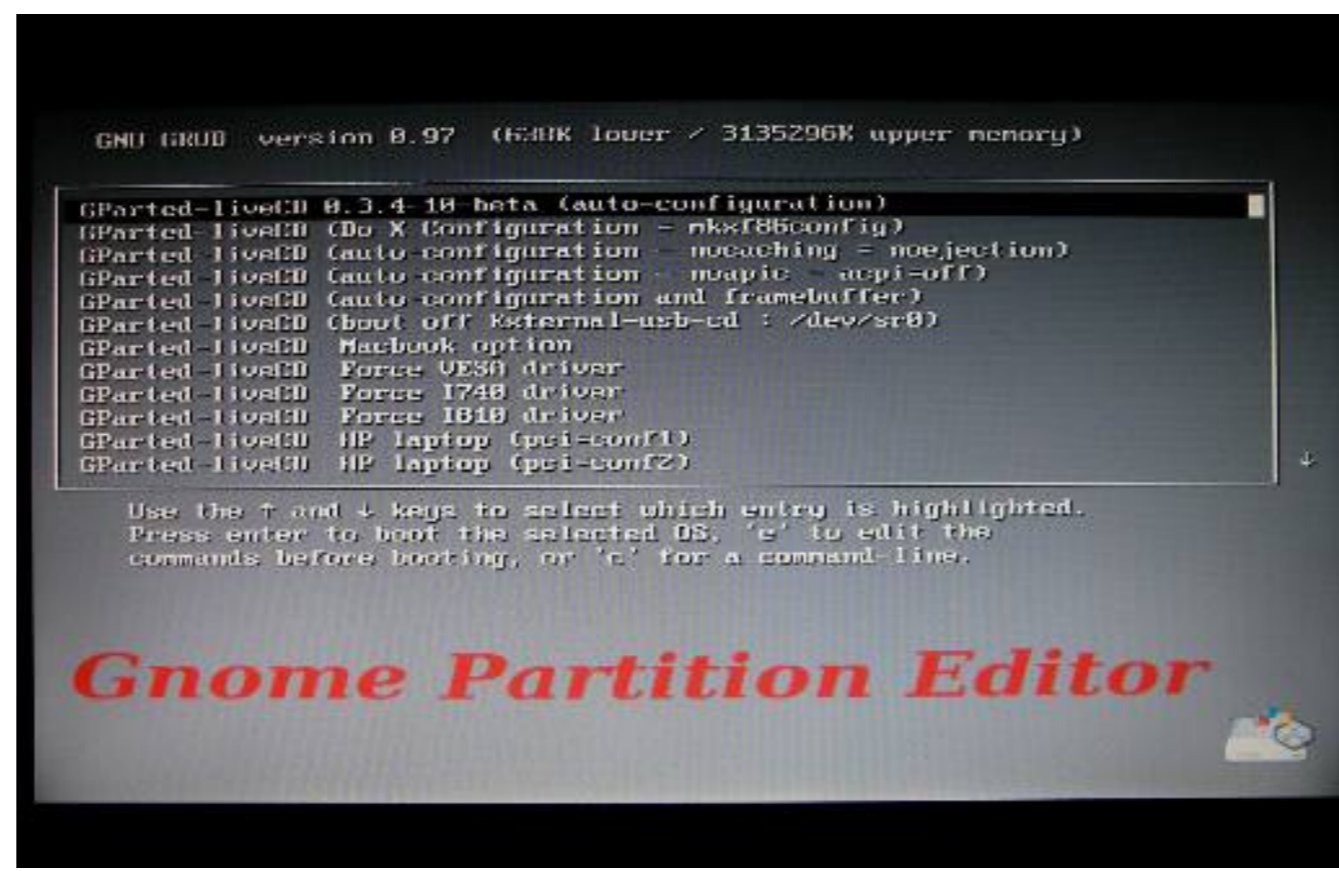 GNU GRUB version 0.97 (638K lower / 3135296K upper memory)
GParted-liveCD 0.3.4-10-beta (auto-configuration)
GParted-liveCD (Do X Configuration = mkxf86config)
GParted-liveCD (auto-configuration - nocaching = noejection)
GParted-liveCD (auto-configuration - noapic - acpi=off)
GParted-liveCD (auto-configuration and framebuffer)
GParted-liveCD (boot off External-usb-cd : /dev/sr0)
GParted-liveCD Macbook option
GParted-liveCD Force VESA driver
GParted-liveCD Force I740 driver
GParted-liveCD Force I810 driver
GParted-liveCD HP laptop (pci=conf1)
GParted-liveCD HP laptop (pci=conf2)
Use the ↑ and ↓ keys to select which entry is highlighted.
Press enter to boot the selected OS, 'e' to edit the
commands before booting, or 'c' for a command-line.
Gnome Partition Editor